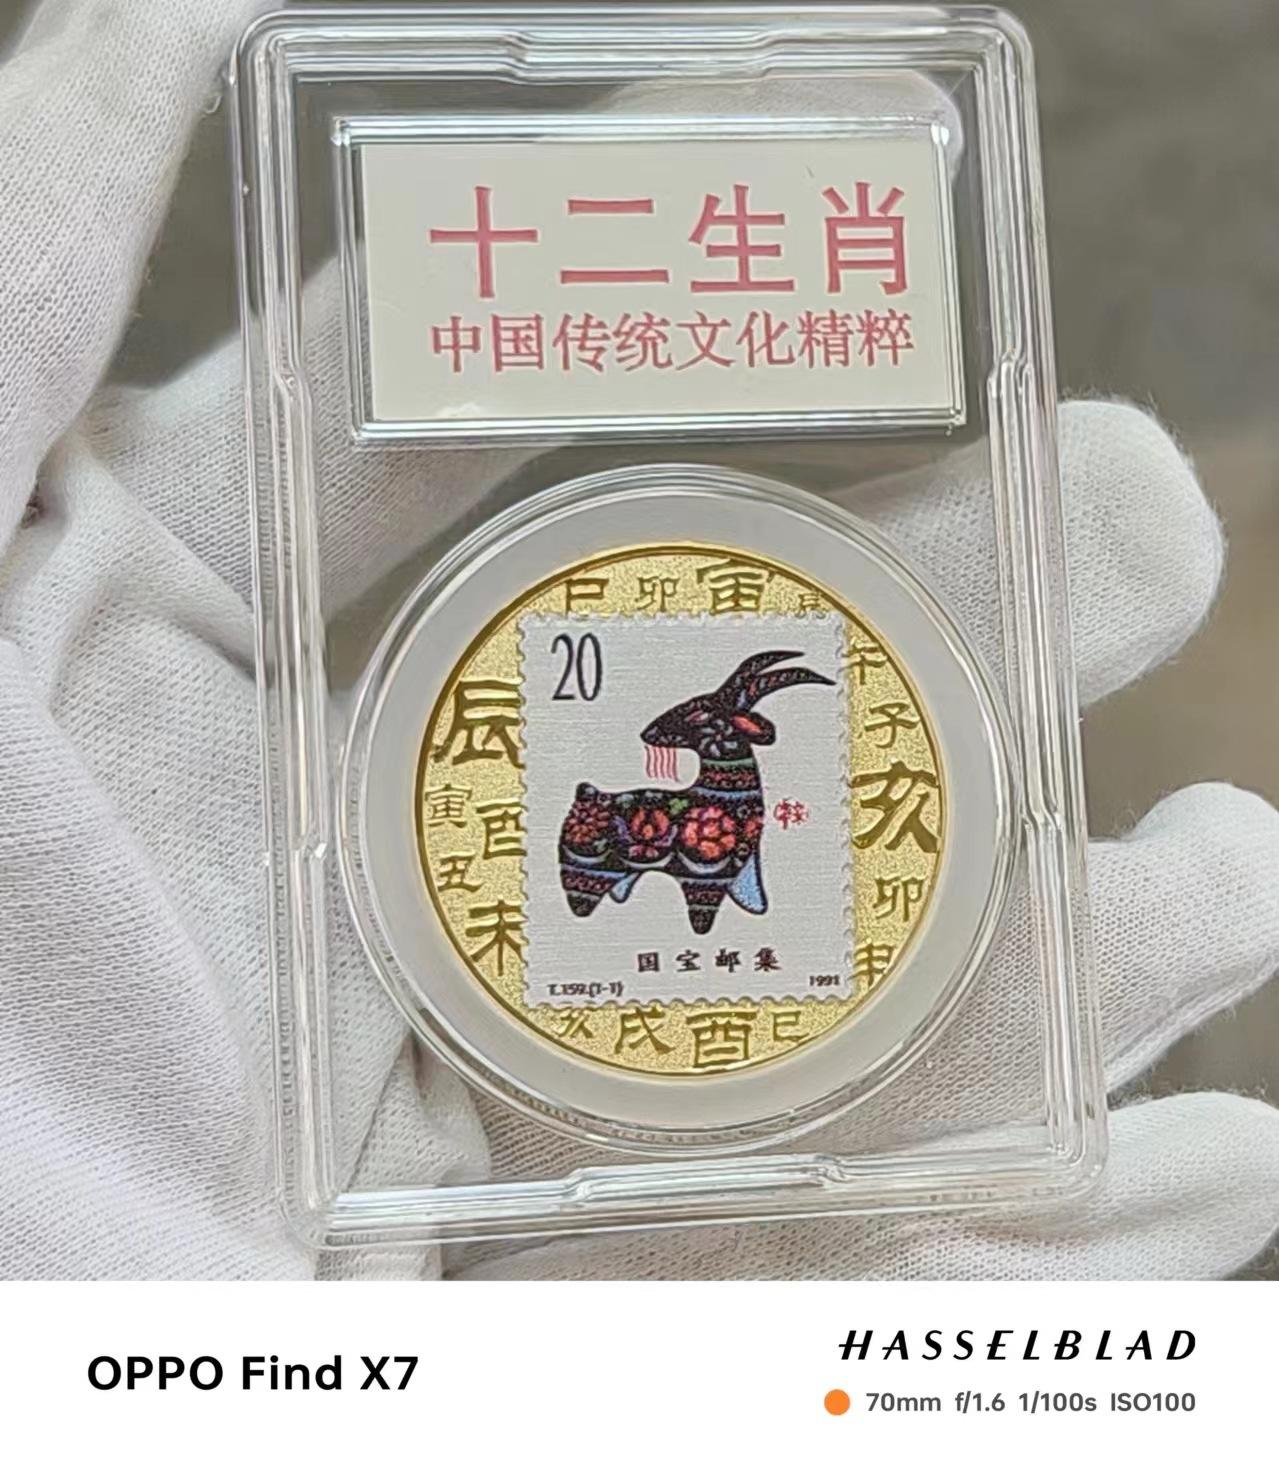 十二生肖
中国传统文化精粹
巳 卯 寅
20
辰
午
子
亥
寅
酉
丑
卯
未
国宝邮集
T.159.(1-1)
1991
亥 戌 酉 巳
OPPO Find X7
HASSELBLAD
70mm f/1.6 1/100s ISO100